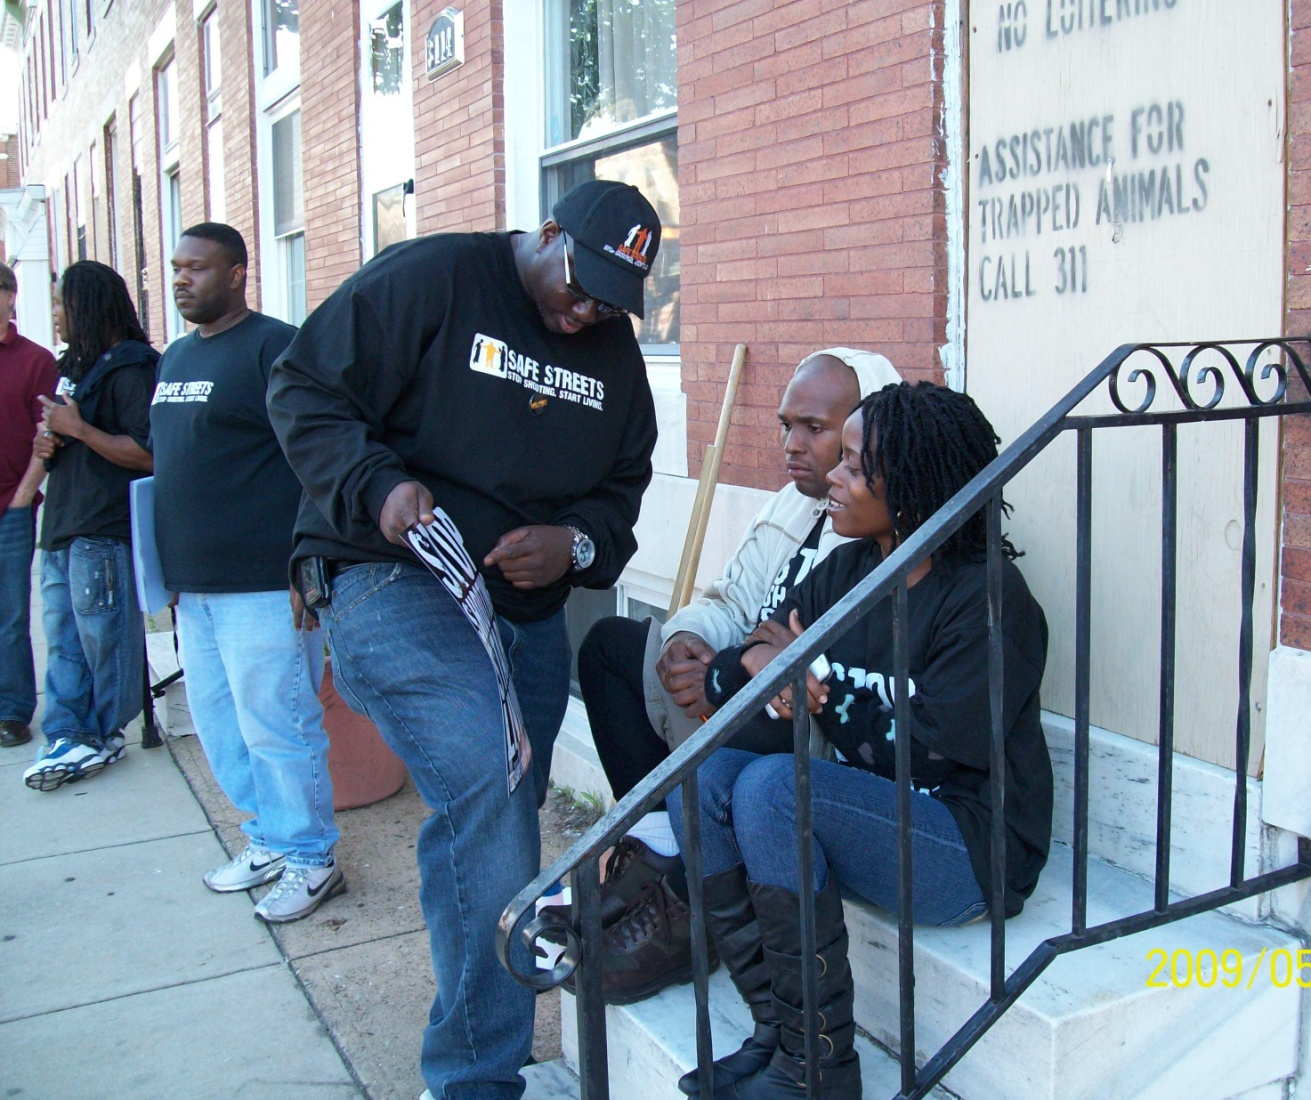 NO LOITERING
ASSISTANCE FOR
TRAPPED ANIMALS
CALL 311
SAFE STREETS
STOP SHOOTING. START LIVING.
SAFE STREETS
STOP SHOOTING. START LIVING.
STOP
2009/05